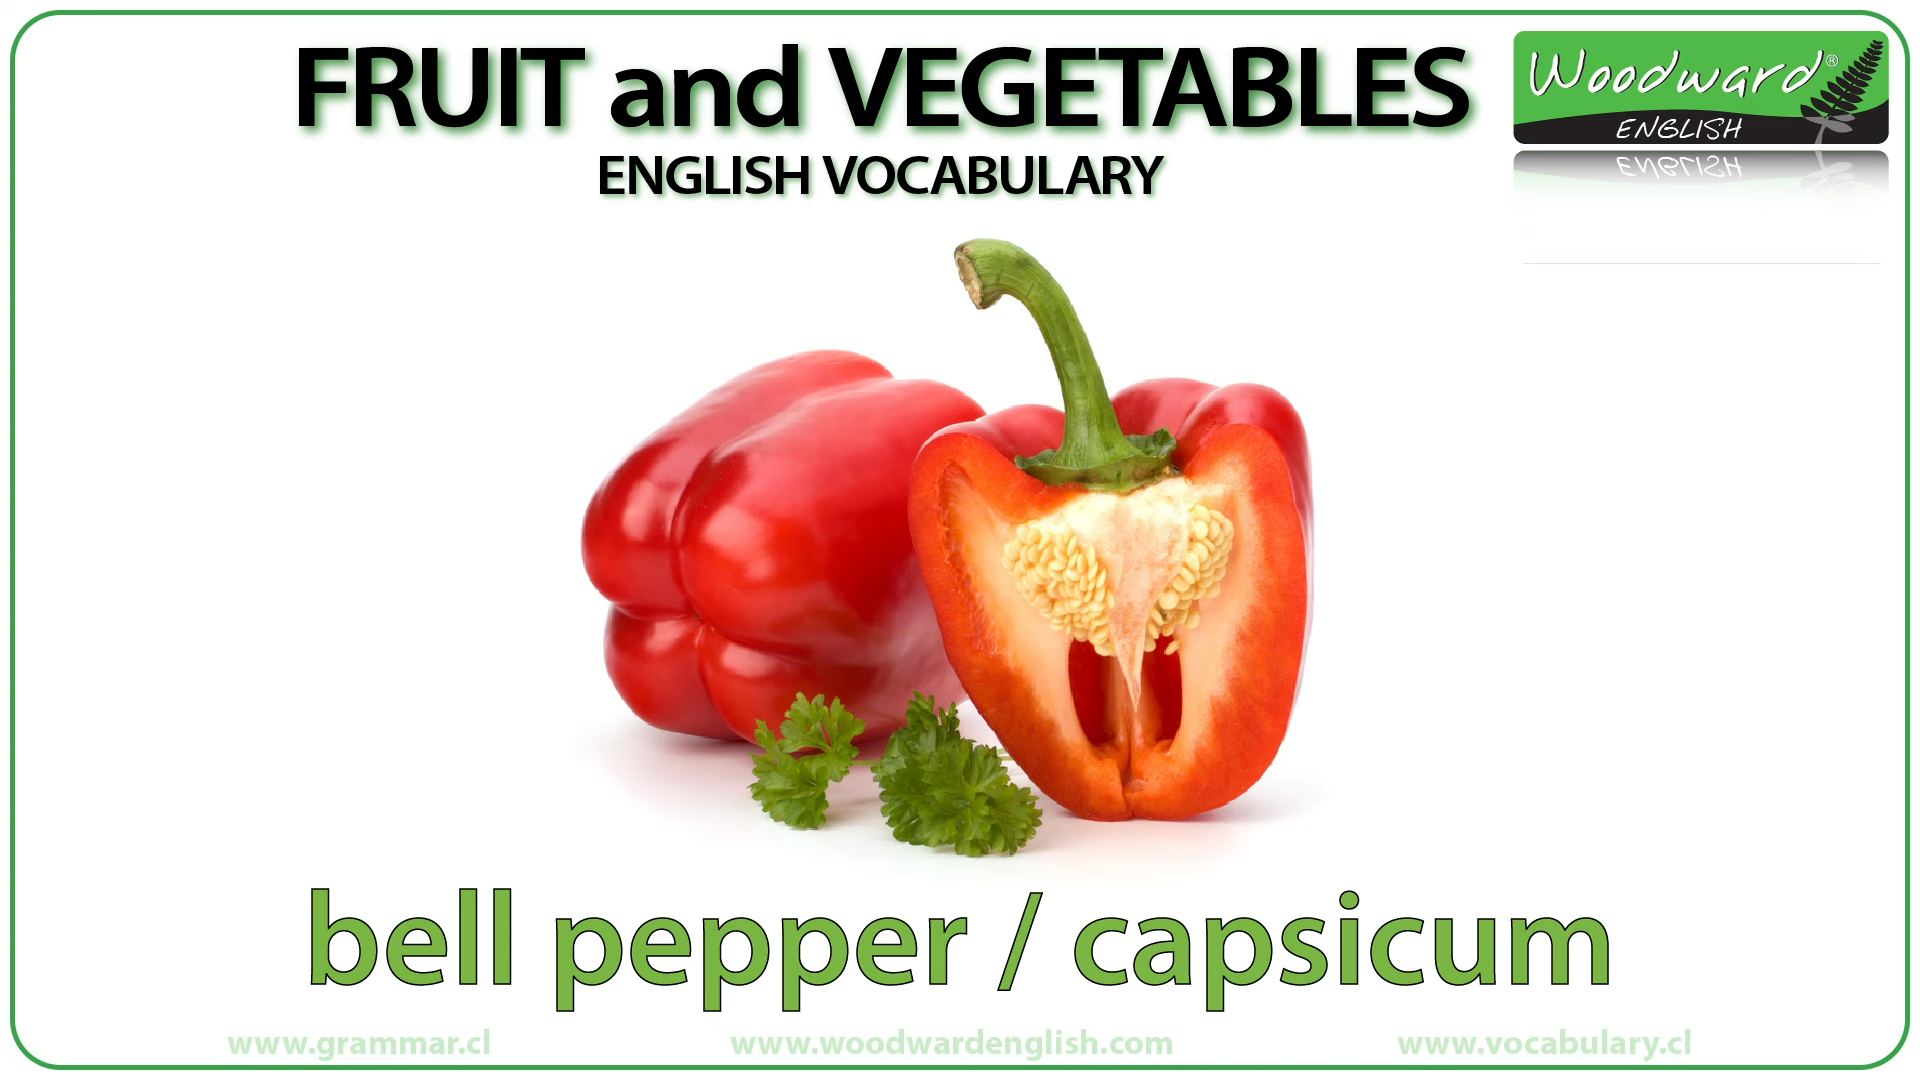 FRUIT and VEGETABLES
ENGLISH VOCABULARY
Woodward®
ENGLISH
bell pepper / capsicum
www.grammar.cl
www.woodwardenglish.com
www.vocabulary.cl